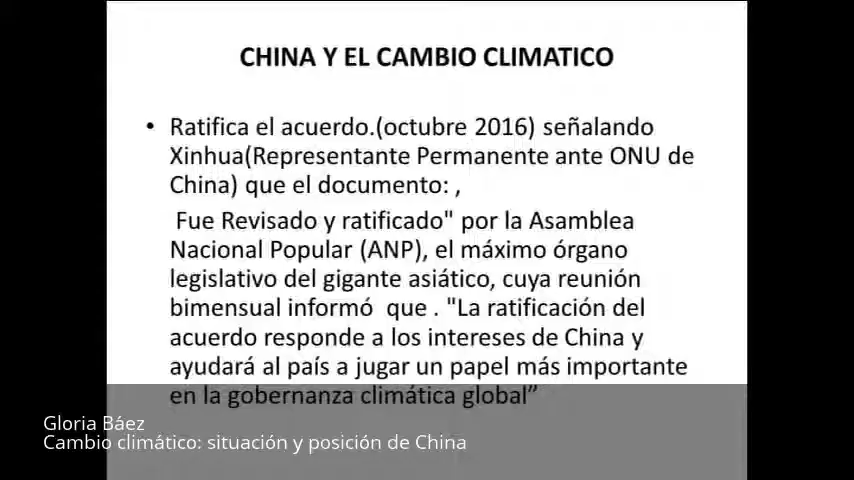 CHINA Y EL CAMBIO CLIMATICO
• Ratifica el acuerdo.(octubre 2016) señalando
Xinhua(Representante Permanente ante ONU de
China) que el documento: ,
Fue Revisado y ratificado" por la Asamblea
Nacional Popular (ANP), el máximo órgano
legislativo del gigante asiático, cuya reunión
bimensual informó  que . "La ratificación del
acuerdo responde a los intereses de China y
ayudará al país a jugar un papel más importante
en la gobernanza climática global”
Gloria Báez
Cambio climático: situación y posición de China